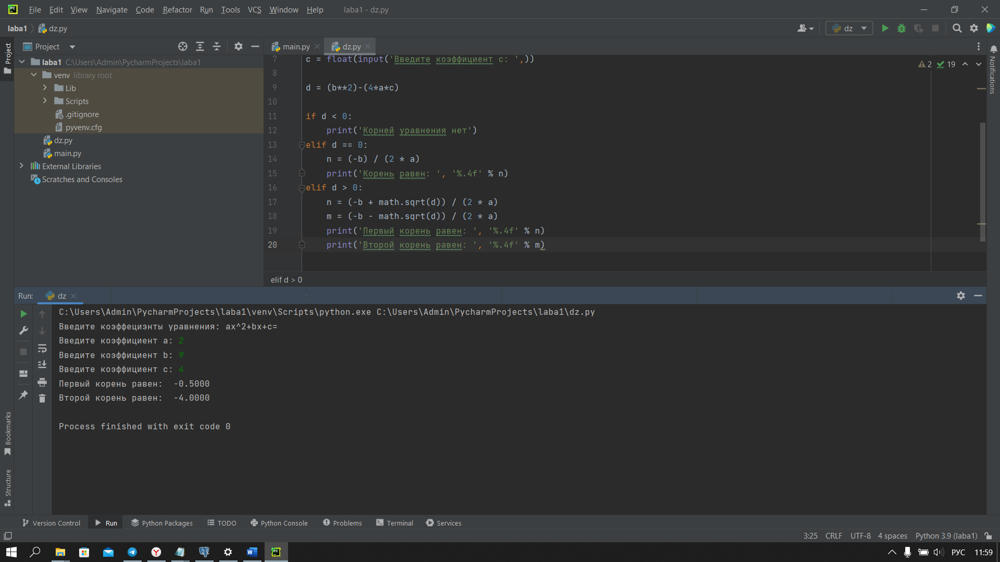 File Edit View Navigate Code Refactor Run Tools VCS Window Help laba1 - dz.py
laba1 dz.py
dz
Project
main.py
dz.py
Project
Notifications
laba1 C:\Users\Admin\PycharmProjects\laba1
venv library root
Lib
Scripts
.gitignore
pyvenv.cfg
dz.py
main.py
External Libraries
Scratches and Consoles
2 19
7 c = float(input('Введите коэффициент c: ',))
8
9 d = (b**2)-(4*a*c)
10
11 if d < 0:
12 print('Корней уравнения нет')
13 elif d == 0:
14 n = (-b) / (2 * a)
15 print('Корень равен: ', '%.4f' % n)
16 elif d > 0:
17 n = (-b + math.sqrt(d)) / (2 * a)
18 m = (-b - math.sqrt(d)) / (2 * a)
19 print('Первый корень равен: ', '%.4f' % n)
20 print('Второй корень равен: ', '%.4f' % m)
elif d > 0
Run: dz
C:\Users\Admin\PycharmProjects\laba1\venv\Scripts\python.exe C:\Users\Admin\PycharmProjects\laba1\dz.py
Введите коэффециэнты уравнения: ax^2+bx+c=
Введите коэффициент a: 2
Введите коэффициент b: 9
Введите коэффициент c: 4
Первый корень равен:  -0.5000
Второй корень равен:  -4.0000
Process finished with exit code 0
Bookmarks
Structure
Version Control Run Python Packages TODO Python Console Problems Terminal Services
3:25 CRLF UTF-8 4 spaces Python 3.9 (laba1)
РУС 11:59